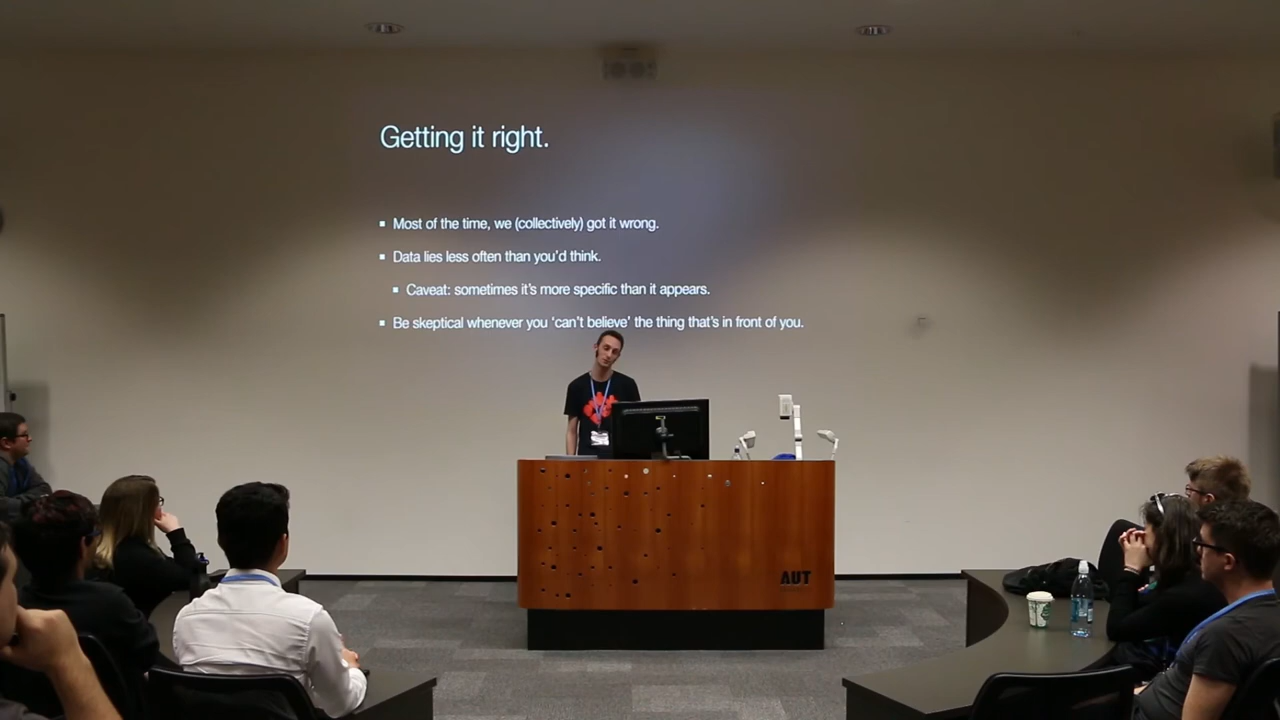 Getting it right.
Most of the time, we (collectively) got it wrong.
Data lies less often than you'd think.
Caveat: sometimes it's more specific than it appears.
Be skeptical whenever you 'can't believe' the thing that's in front of you.
AUT